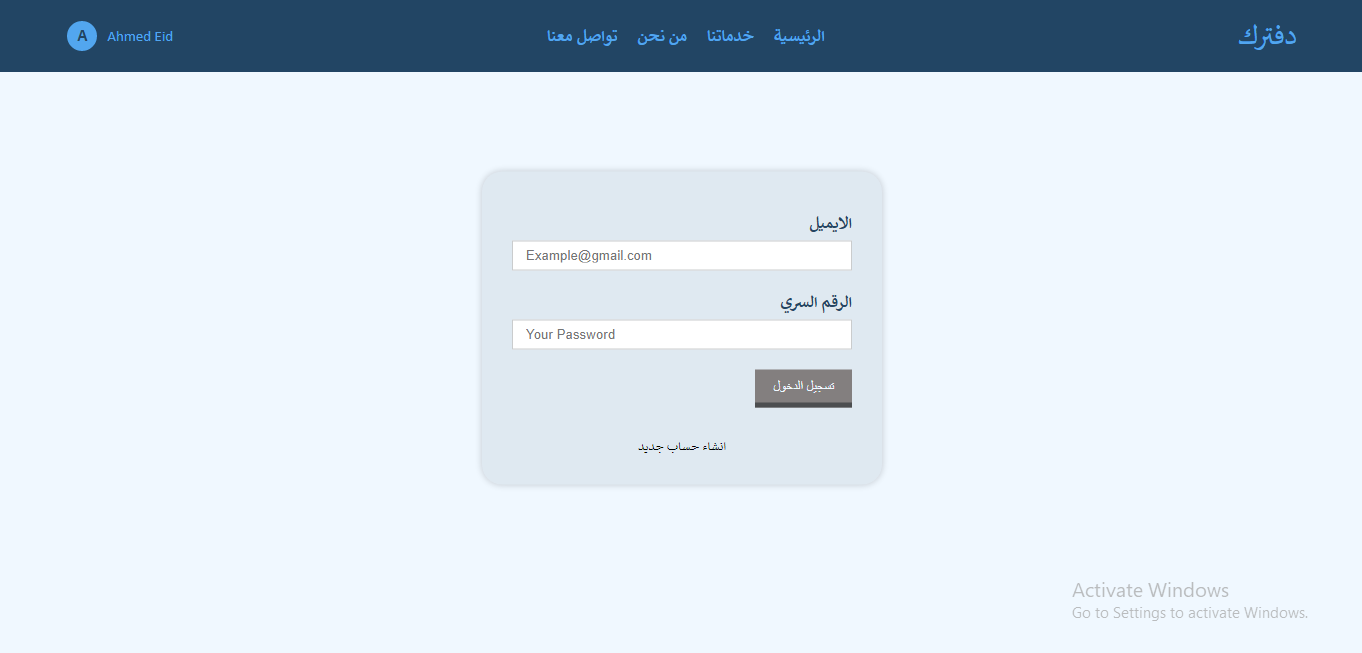 دفترك
الرئيسية خدماتنا من نحن تواصل معنا
Ahmed Eid A
الايميل
Example@gmail.com
الرقم السري
Your Password
تسجيل الدخول
انشاء حساب جديد
Activate Windows
Go to Settings to activate Windows.